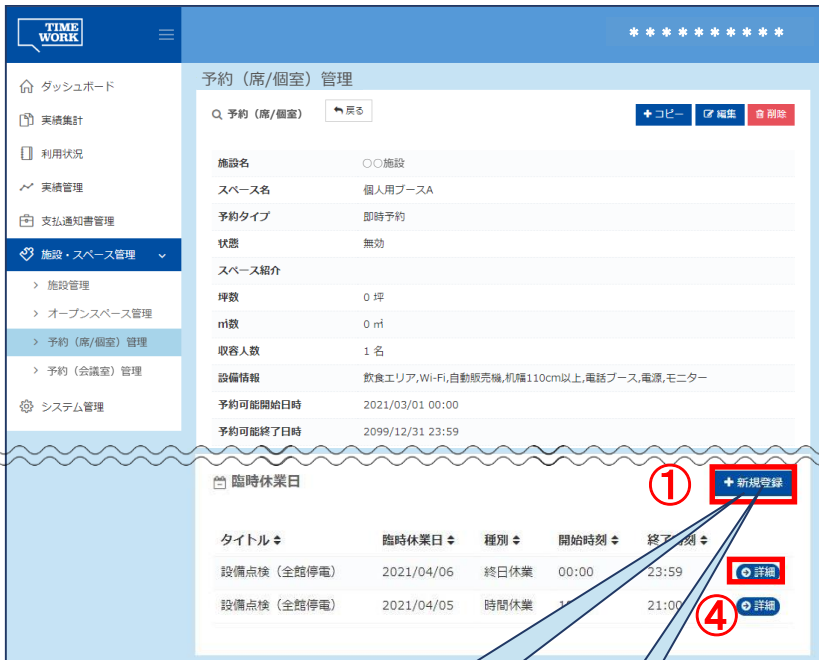 TIME
WORK
**********
ダッシュボード
実績集計
利用状況
実績管理
支払通知書管理
施設・スペース管理
施設管理
オープンスペース管理
予約（席/個室）管理
予約（会議室）管理
システム管理
予約（席/個室）管理
予約（席/個室） 戻る コピー 編集 削除
施設名 〇〇施設
スペース名 個人用ブースA
予約タイプ 即時予約
状態 無効
スペース紹介
坪数 0 坪
㎡数 0 ㎡
収容人数 1 名
設備情報 飲食エリア,Wi-Fi,自動販売機,机幅110cm以上,電話ブース,電源,モニター
予約可能開始日時 2021/03/01 00:00
予約可能終了日時 2099/12/31 23:59
臨時休業日 ① 新規登録
タイトル 臨時休業日 種別 開始時刻 終了時刻
設備点検（全館停電） 2021/04/06 終日休業 00:00 23:59 詳細
設備点検（全館停電） 2021/04/05 時間休業 21:00 詳細
④